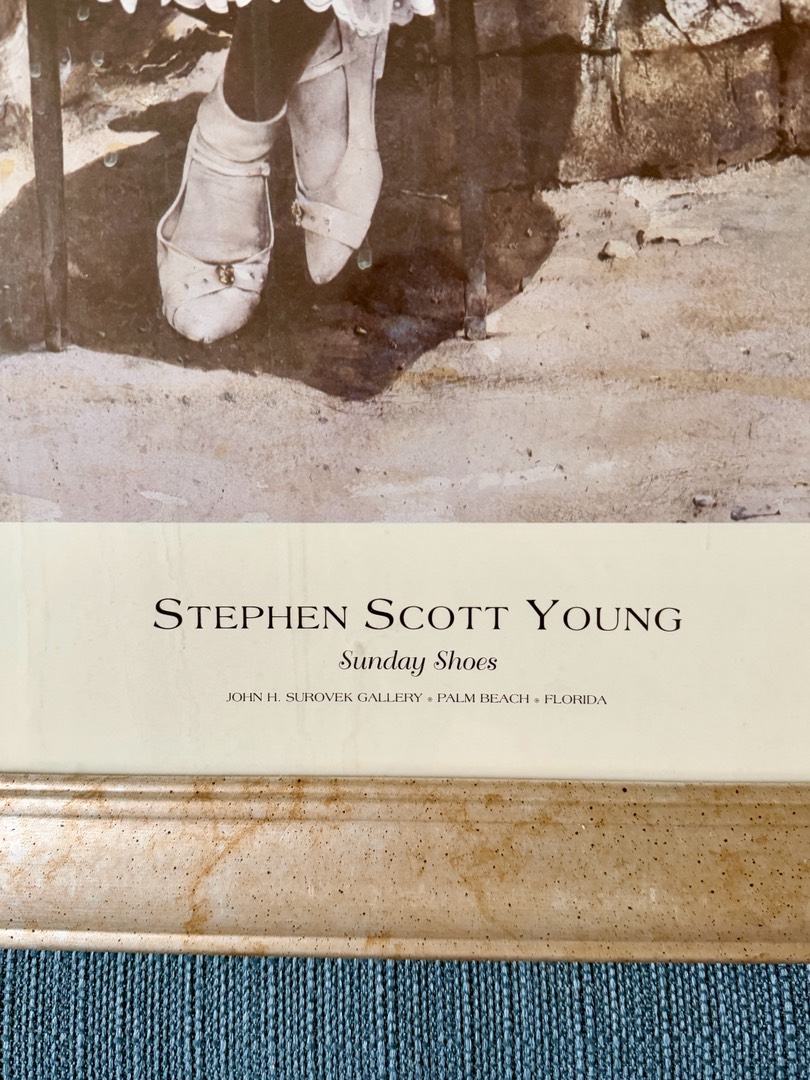 STEPHEN SCOTT YOUNG
Sunday Shoes
JOHN H. SUROVEK GALLERY * PALM BEACH * FLORIDA